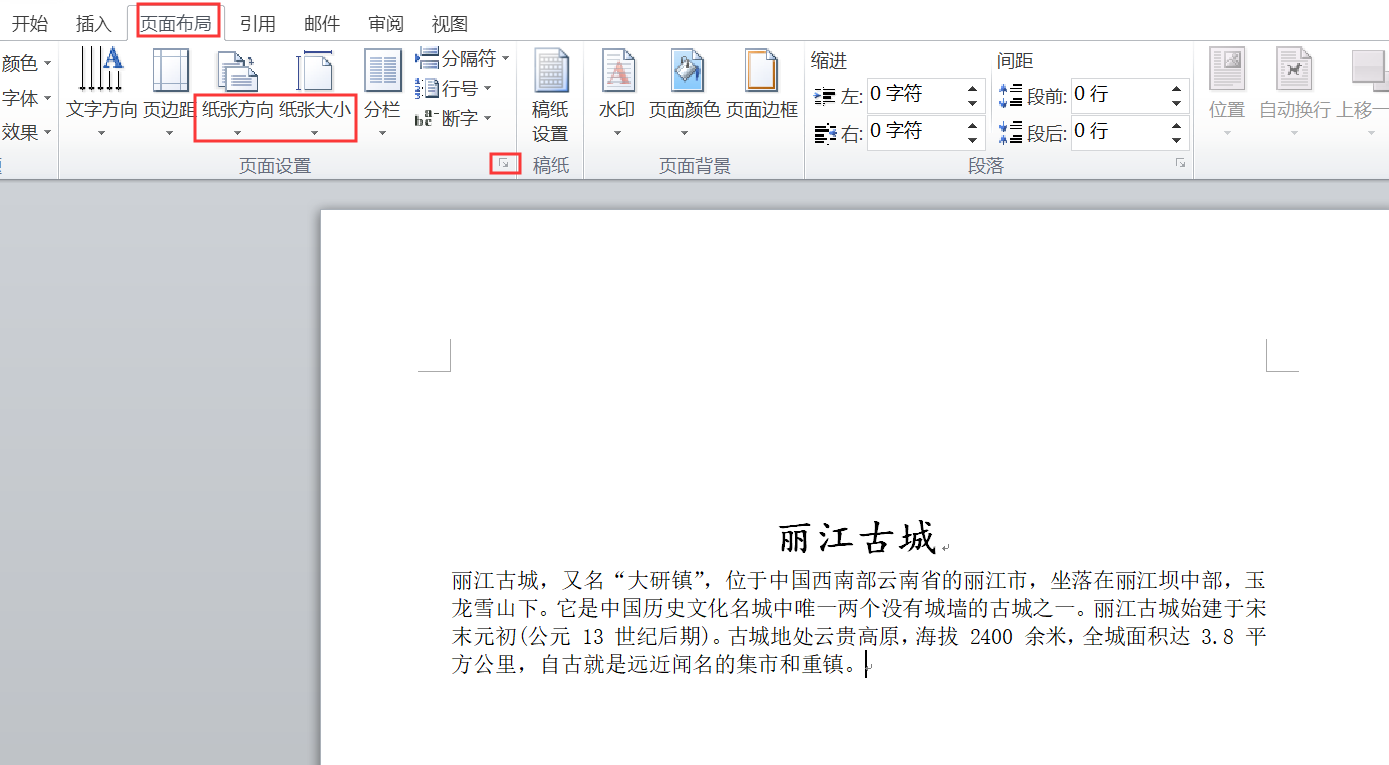 开始 插入 页面布局 引用 邮件 审阅 视图
颜色
字体
效果
文字方向 页边距 纸张方向 纸张大小 分栏
分隔符
行号
断字
页面设置
稿纸
设置
稿纸
水印 页面颜色 页面边框
页面背景
缩进 间距
左: 0 字符 段前: 0 行
右: 0 字符 段后: 0 行
段落
位置 自动换行 上移一
丽江古城
丽江古城，又名“大研镇”，位于中国西南部云南省的丽江市，坐落在丽江坝中部，玉
龙雪山下。它是中国历史文化名城中唯一两个没有城墙的古城之一。丽江古城始建于宋
末元初(公元 13 世纪后期)。古城地处云贵高原,海拔 2400 余米,全城面积达 3.8 平
方公里，自古就是远近闻名的集市和重镇。